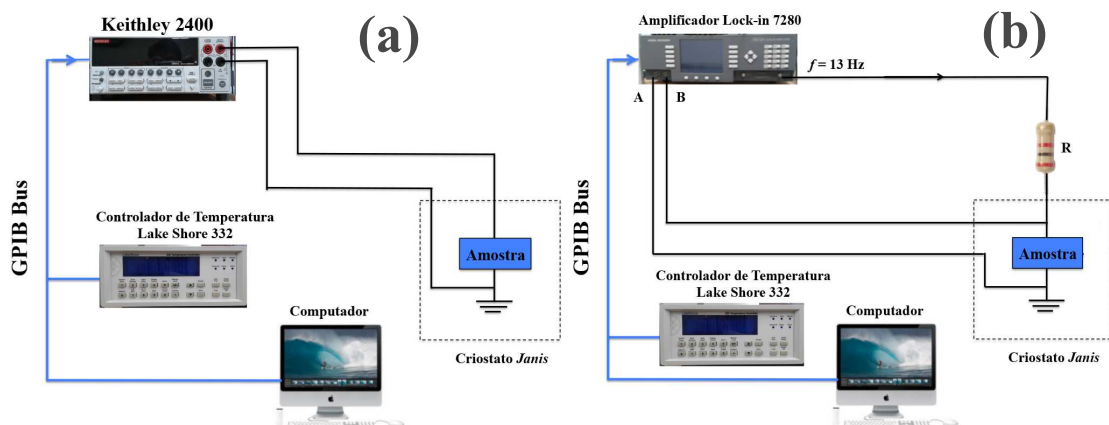 (a)
Keithley 2400
GPIB Bus
Controlador de Temperatura
Lake Shore 332
Amostra
Computador
Criostato Janis
(b)
Amplificador Lock-in 7280
f = 13 Hz
A
B
R
GPIB Bus
Controlador de Temperatura
Lake Shore 332
Amostra
Computador
Criostato Janis